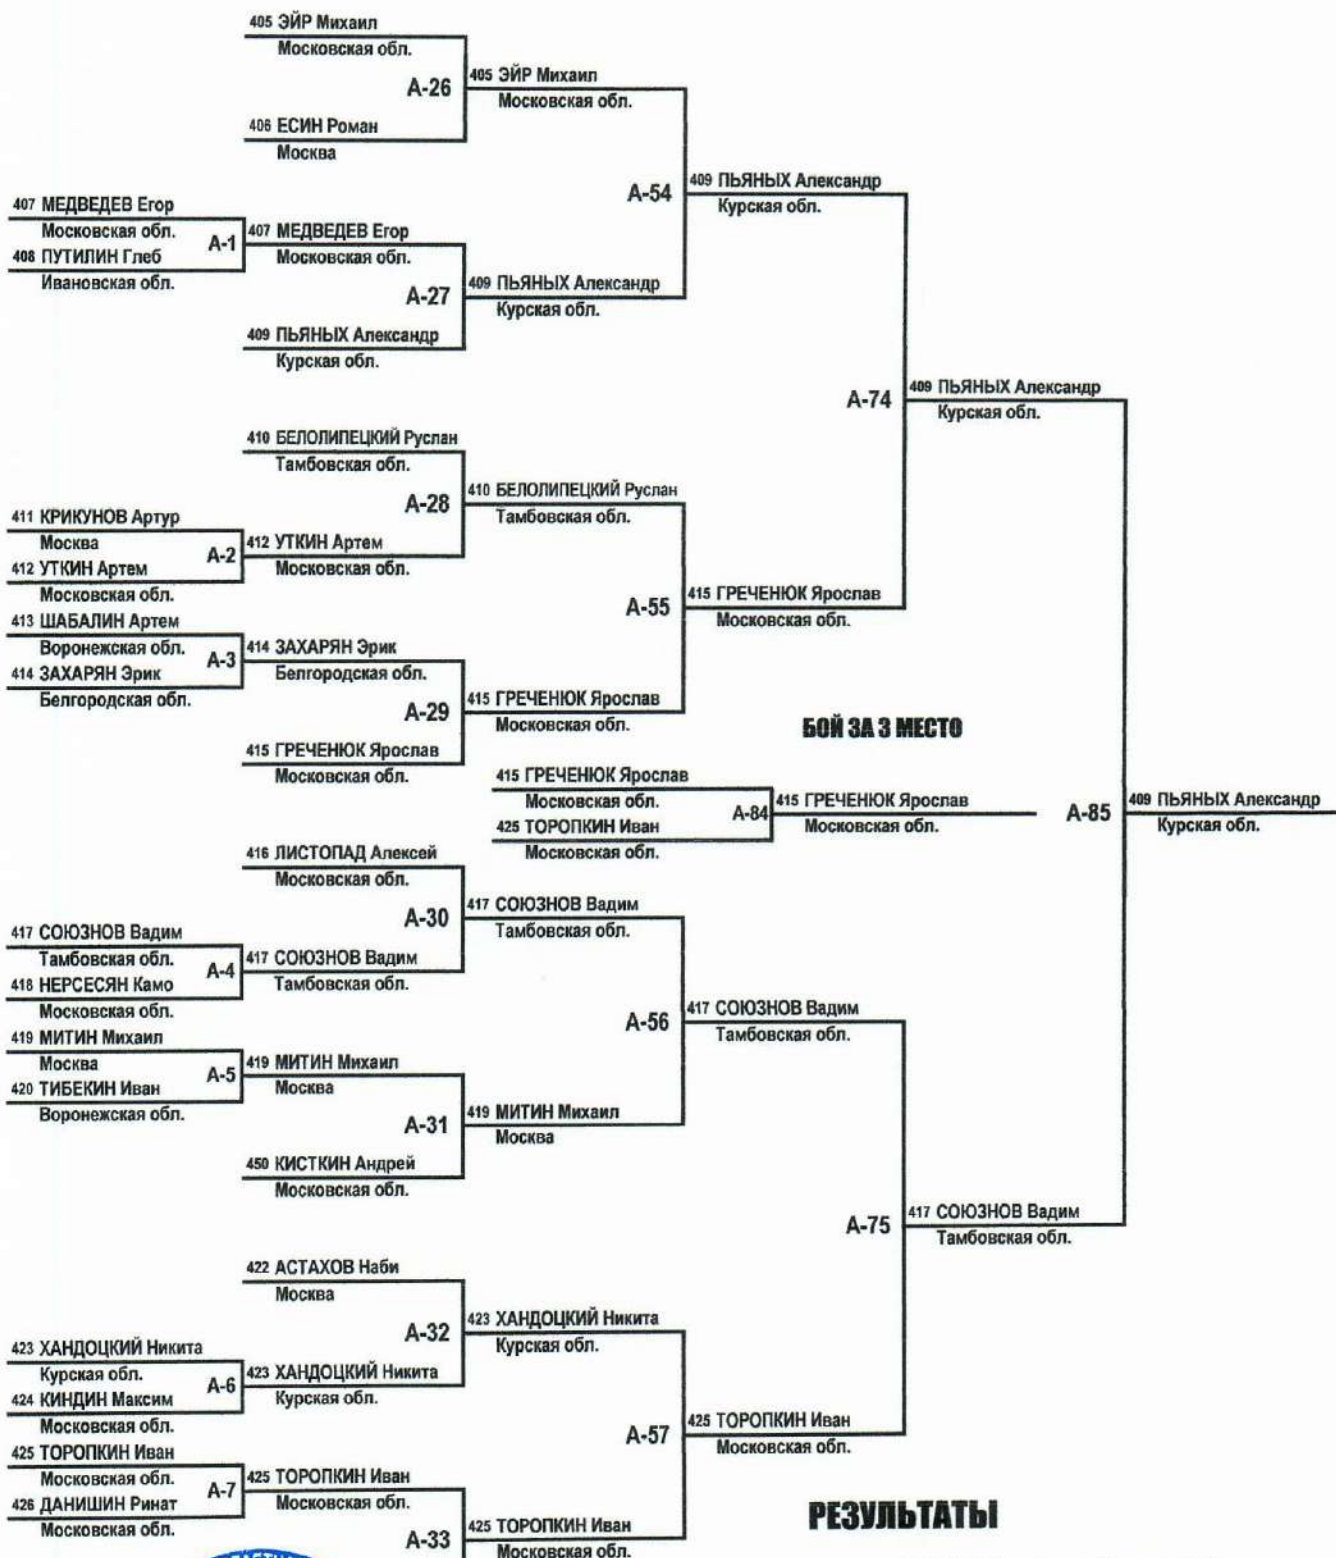 405 ЭЙР Михаил
Московская обл.
А-26
405 ЭЙР Михаил
Московская обл.
406 ЕСИН Роман
Москва
А-54
409 ПЬЯНЫХ Александр
Курская обл.
407 МЕДВЕДЕВ Егор
Московская обл.
А-1
408 ПУТИЛИН Глеб
Ивановская обл.
407 МЕДВЕДЕВ Егор
Московская обл.
А-27
409 ПЬЯНЫХ Александр
Курская обл.
409 ПЬЯНЫХ Александр
Курская обл.
А-74
409 ПЬЯНЫХ Александр
Курская обл.
410 БЕЛОЛИПЕЦКИЙ Руслан
Тамбовская обл.
А-28
410 БЕЛОЛИПЕЦКИЙ Руслан
Тамбовская обл.
411 КРИКУНОВ Артур
Москва
А-2
412 УТКИН Артем
Московская обл.
412 УТКИН Артем
Московская обл.
А-55
415 ГРЕЧЕНЮК Ярослав
Московская обл.
413 ШАБАЛИН Артем
Воронежская обл.
А-3
414 ЗАХАРЯН Эрик
Белгородская обл.
414 ЗАХАРЯН Эрик
Белгородская обл.
А-29
415 ГРЕЧЕНЮК Ярослав
Московская обл.
415 ГРЕЧЕНЮК Ярослав
Московская обл.
БОЙ ЗА 3 МЕСТО
415 ГРЕЧЕНЮК Ярослав
Московская обл.
А-84
425 ТОРОПКИН Иван
Московская обл.
415 ГРЕЧЕНЮК Ярослав
Московская обл.
А-85
409 ПЬЯНЫХ Александр
Курская обл.
416 ЛИСТОПАД Алексей
Московская обл.
А-30
417 СОЮЗНОВ Вадим
Тамбовская обл.
417 СОЮЗНОВ Вадим
Тамбовская обл.
А-4
418 НЕРСЕСЯН Камо
Московская обл.
417 СОЮЗНОВ Вадим
Тамбовская обл.
А-56
417 СОЮЗНОВ Вадим
Тамбовская обл.
419 МИТИН Михаил
Москва
А-5
420 ТИБЕКИН Иван
Воронежская обл.
419 МИТИН Михаил
Москва
А-31
419 МИТИН Михаил
Москва
450 КИСТКИН Андрей
Московская обл.
А-75
417 СОЮЗНОВ Вадим
Тамбовская обл.
422 АСТАХОВ Наби
Москва
А-32
423 ХАНДОЦКИЙ Никита
Курская обл.
423 ХАНДОЦКИЙ Никита
Курская обл.
А-6
424 КИНДИН Максим
Московская обл.
423 ХАНДОЦКИЙ Никита
Курская обл.
А-57
425 ТОРОПКИН Иван
Московская обл.
425 ТОРОПКИН Иван
Московская обл.
А-7
426 ДАНИШИН Ринат
Московская обл.
425 ТОРОПКИН Иван
Московская обл.
А-33
425 ТОРОПКИН Иван
Московская обл.
РЕЗУЛЬТАТЫ